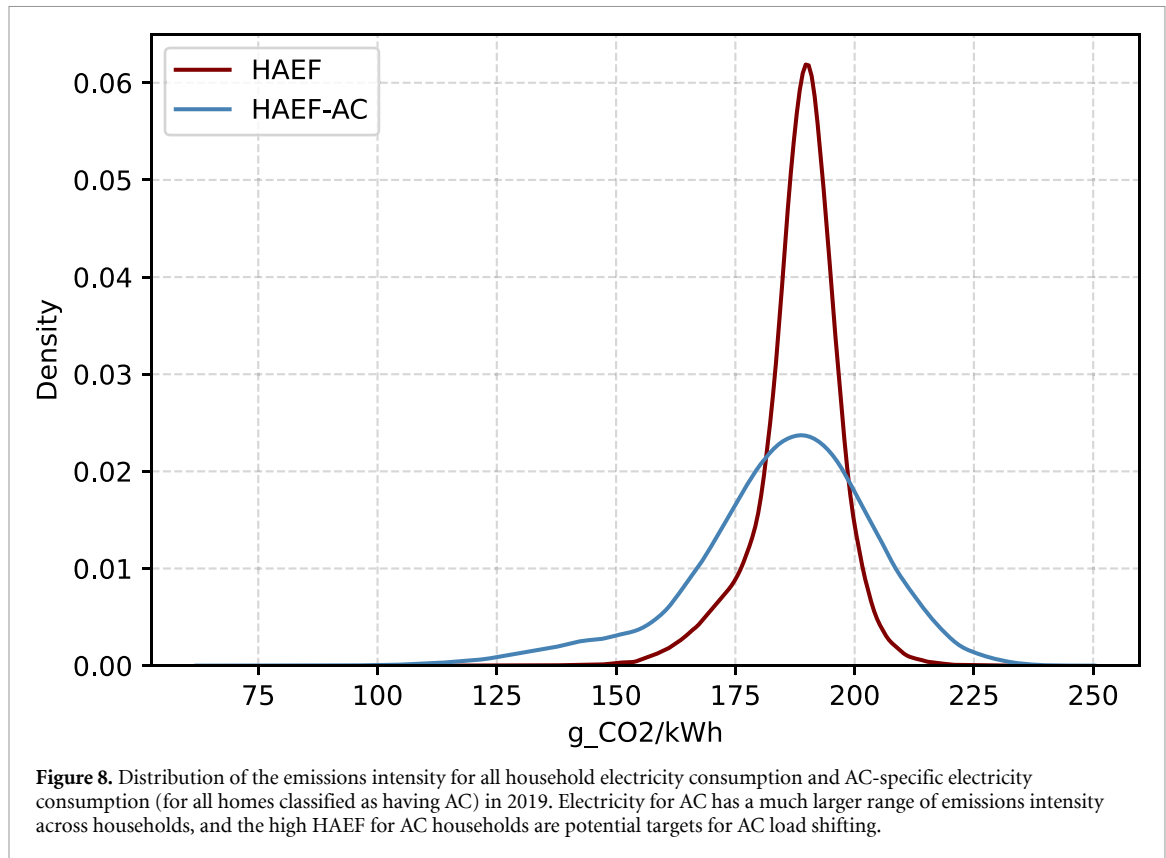 HAEF
HAEF-AC
0.06
0.05
0.04
0.03
0.02
0.01
0.00
Density
75
100
125
150
175
200
225
250
g_CO2/kWh
Figure 8. Distribution of the emissions intensity for all household electricity consumption and AC-specific electricity
consumption (for all homes classified as having AC) in 2019. Electricity for AC has a much larger range of emissions intensity
across households, and the high HAEF for AC households are potential targets for AC load shifting.